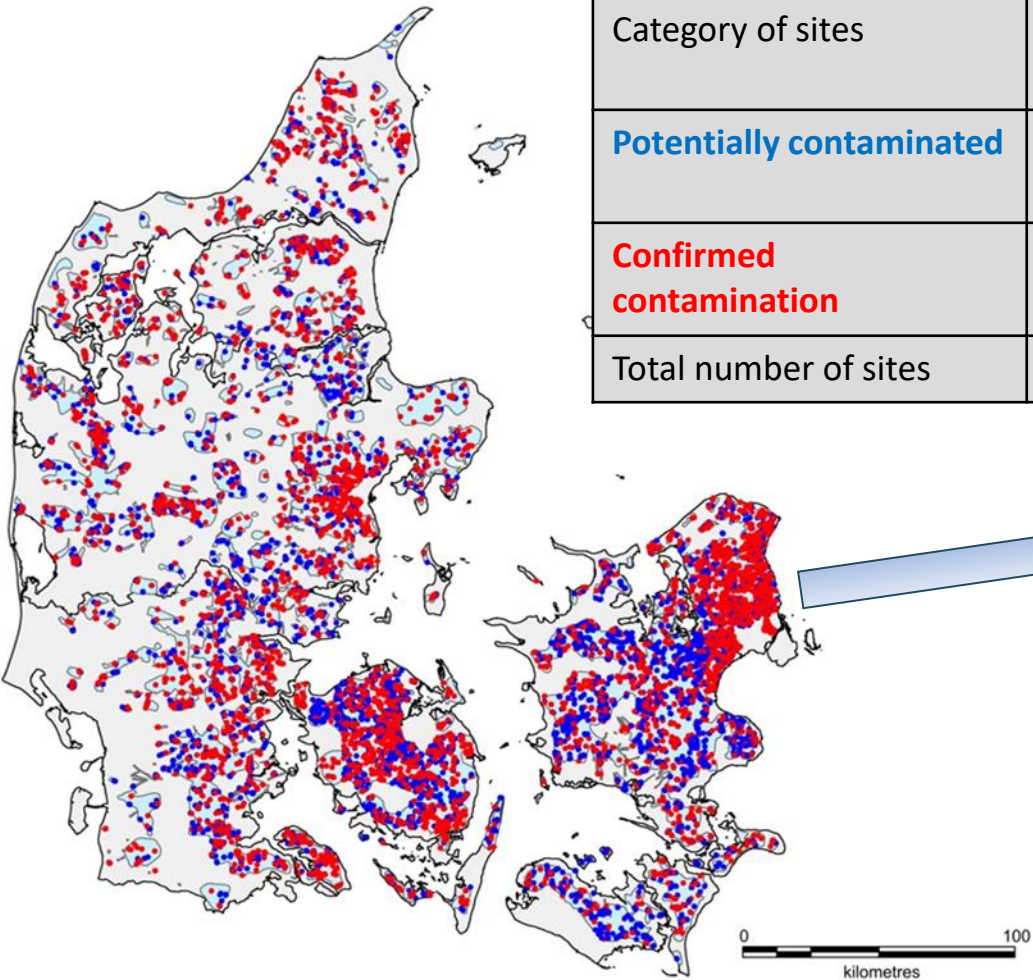 Category of sites
Potentially contaminated
Confirmed
contamination
Total number of sites
0 100
kilometres